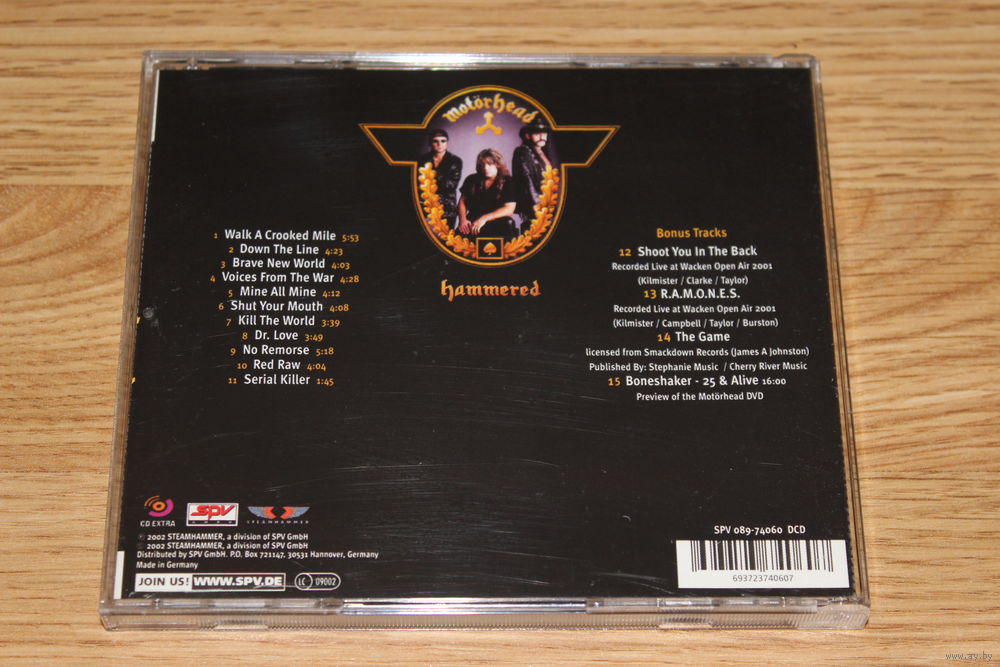 motörhead
hammered
1 Walk A Crooked Mile 5:53
2 Down The Line 4:23
3 Brave New World 4:03
4 Voices From The War 4:28
5 Mine All Mine 4:12
6 Shut Your Mouth 4:08
7 Kill The World 3:39
8 Dr. Love 3:49
9 No Remorse 5:18
10 Red Raw 4:04
11 Serial Killer 1:45
Bonus Tracks
12 Shoot You In The Back
Recorded Live at Wacken Open Air 2001
(Kilmister / Clarke / Taylor)
13 R.A.M.O.N.E.S.
Recorded Live at Wacken Open Air 2001
(Kilmister / Campbell / Taylor / Burston)
14 The Game
licensed from Smackdown Records (James A Johnston)
Published By: Stephanie Music / Cherry River Music
15 Boneshaker - 25 & Alive 16:00
Preview of the Motörhead DVD
CD EXTRA
SPV
STEAMHAMMER
℗ 2002 STEAMHAMMER, a division of SPV GmbH
© 2002 STEAMHAMMER, a division of SPV GmbH
Distributed by SPV GmbH. P.O. Box 721147, 30531 Hannover, Germany
Made in Germany
JOIN US! WWW.SPV.DE
LC 09002
SPV 089-74060 DCD
693723740607
www.ay.by